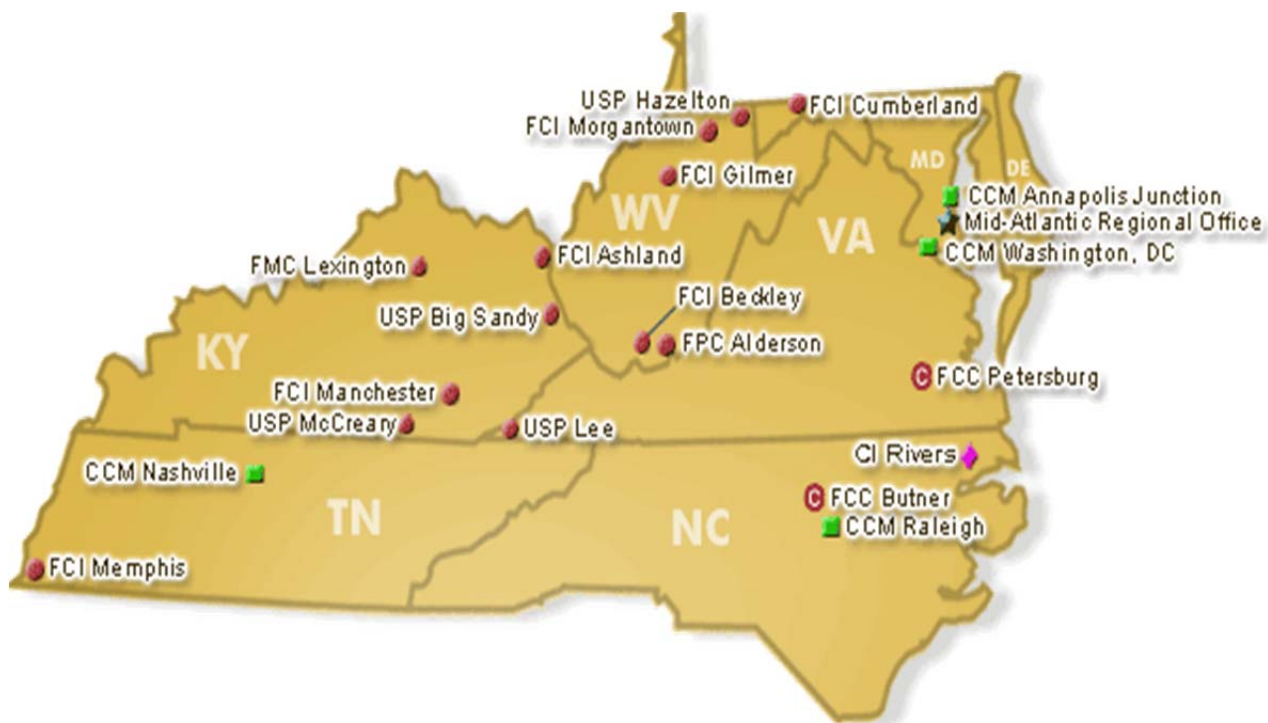 USP Hazelton
FCI Cumberland
FCI Morgantown
MD
DE
FCI Gilmer
CCM Annapolis Junction
WV
Mid-Atlantic Regional Office
VA
CCM Washington, DC
FCI Ashland
FMC Lexington
FCI Beckley
USP Big Sandy
FPC Alderson
KY
C FCC Petersburg
FCI Manchester
USP McCreary
USP Lee
CI Rivers
CCM Nashville
C FCC Butner
TN
NC
CCM Raleigh
FCI Memphis